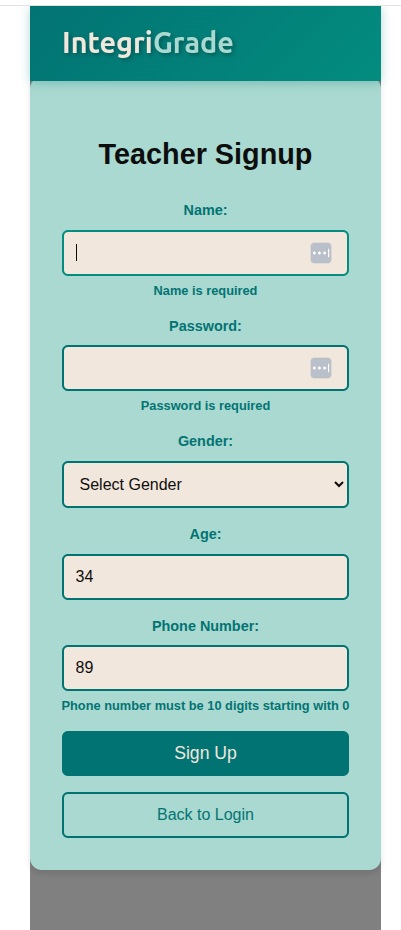 IntegriGrade
Teacher Signup
Name:
Name is required
Password:
Password is required
Gender:
Select Gender
Age:
34
Phone Number:
89
Phone number must be 10 digits starting with 0
Sign Up
Back to Login